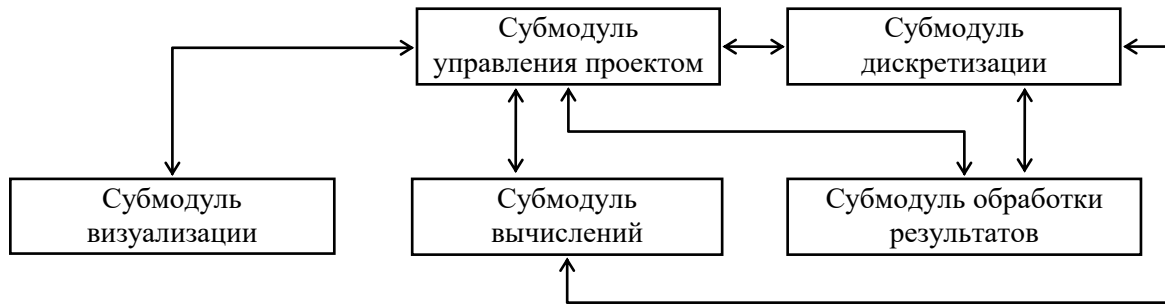 Субмодуль
управления проектом
Субмодуль
дискретизации
Субмодуль
визуализации
Субмодуль
вычислений
Субмодуль обработки
результатов